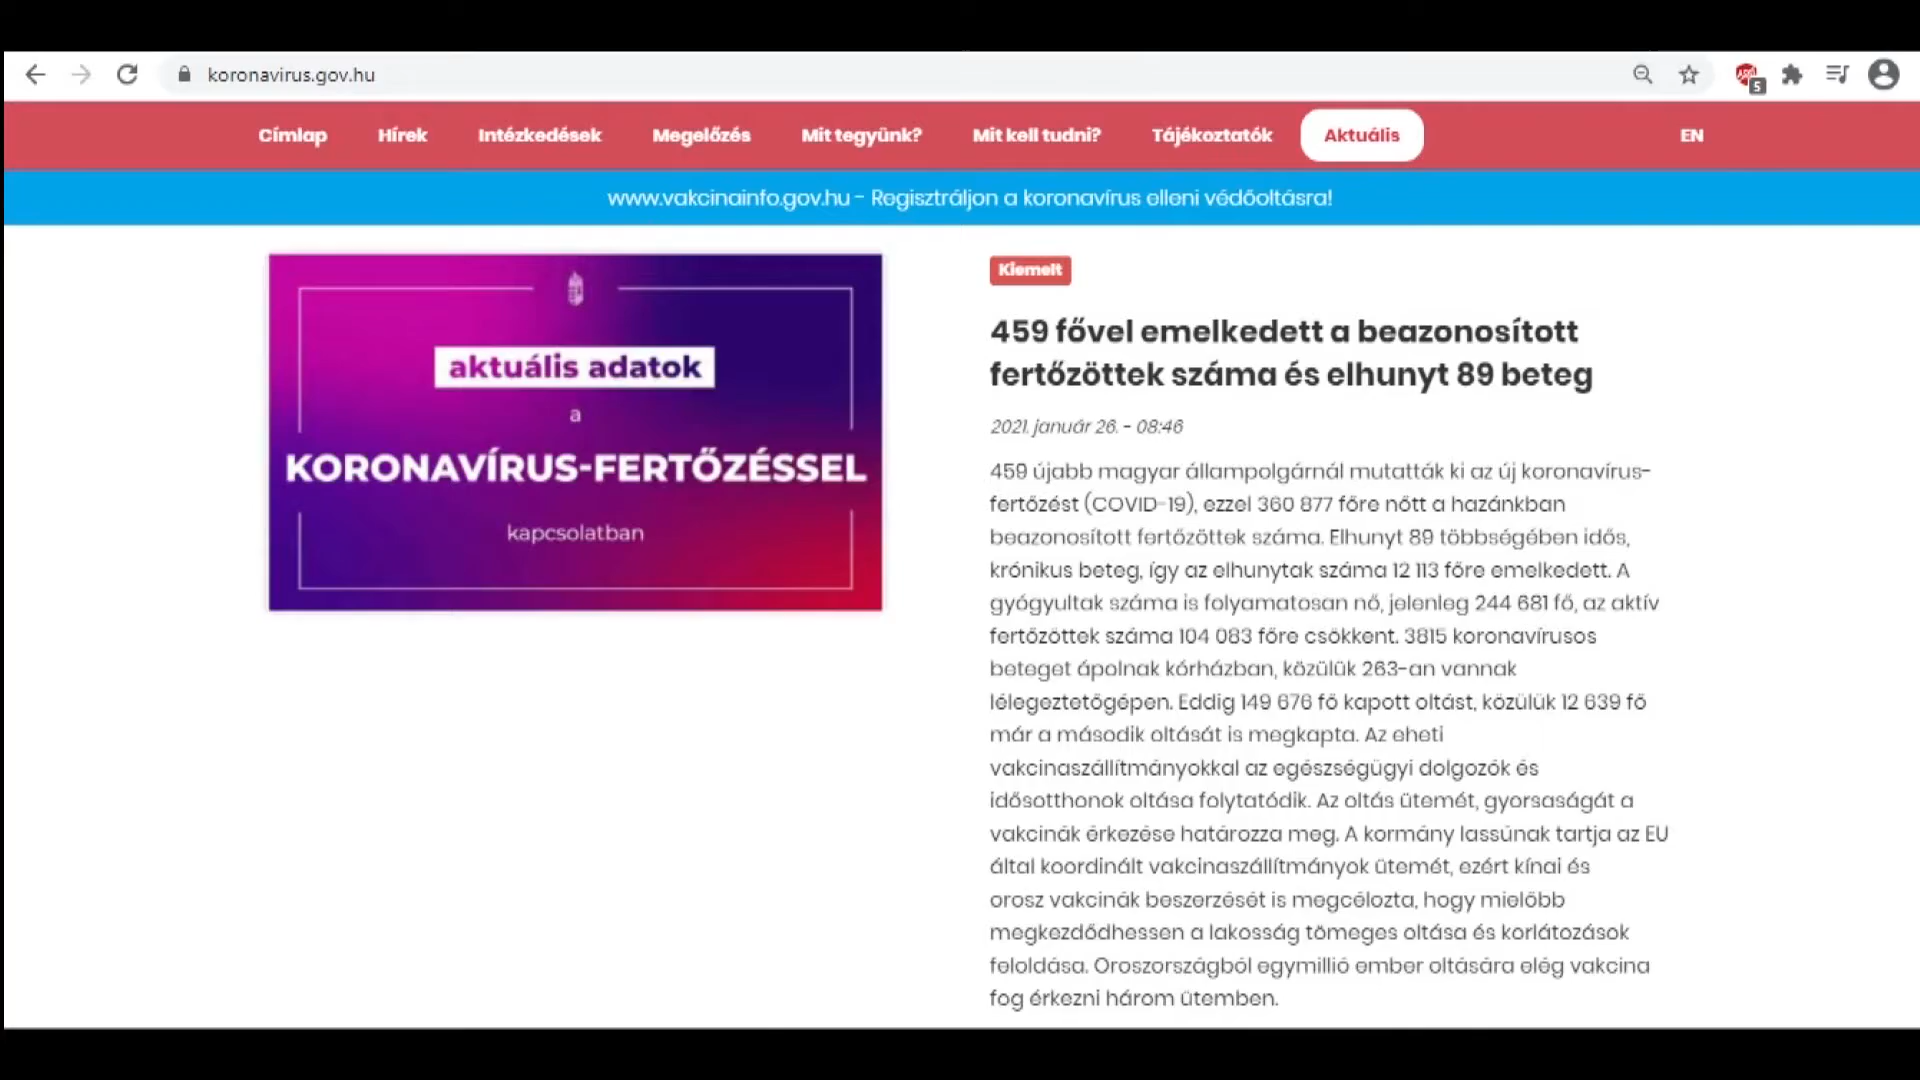 koronavirus.gov.hu
5
Címlap Hírek Intézkedések Megelőzés Mit tegyünk? Mit kell tudni? Tájékoztatók Aktuális EN
www.vakcinainfo.gov.hu - Regisztráljon a koronavírus elleni védőoltásra!
aktuális adatok
a
KORONAVÍRUS-FERTŐZÉSSEL
kapcsolatban
Kiemelt
459 fővel emelkedett a beazonosított
fertőzöttek száma és elhunyt 89 beteg
2021. január 26. - 08:46
459 újabb magyar állampolgárnál mutatták ki az új koronavírus-
fertőzést (COVID-19), ezzel 360 877 főre nőtt a hazánkban
beazonosított fertőzöttek száma. Elhunyt 89 többségében idős,
krónikus beteg, így az elhunytak száma 12 113 főre emelkedett. A
gyógyultak száma is folyamatosan nő, jelenleg 244 681 fő, az aktív
fertőzöttek száma 104 083 főre csökkent. 3815 koronavírusos
beteget ápolnak kórházban, közülük 263-an vannak
lélegeztetőgépen. Eddig 149 676 fő kapott oltást, közülük 12 639 fő
már a második oltását is megkapta. Az eheti
vakcinaszállítmányokkal az egészségügyi dolgozók és
idősotthonok oltása folytatódik. Az oltás ütemét, gyorsaságát a
vakcinák érkezése határozza meg. A kormány lassúnak tartja az EU
által koordinált vakcinaszállítmányok ütemét, ezért kínai és
orosz vakcinák beszerzését is megcélozta, hogy mielőbb
megkezdődhessen a lakosság tömeges oltása és korlátozások
feloldása. Oroszországból egymillió ember oltására elég vakcina
fog érkezni három ütemben.